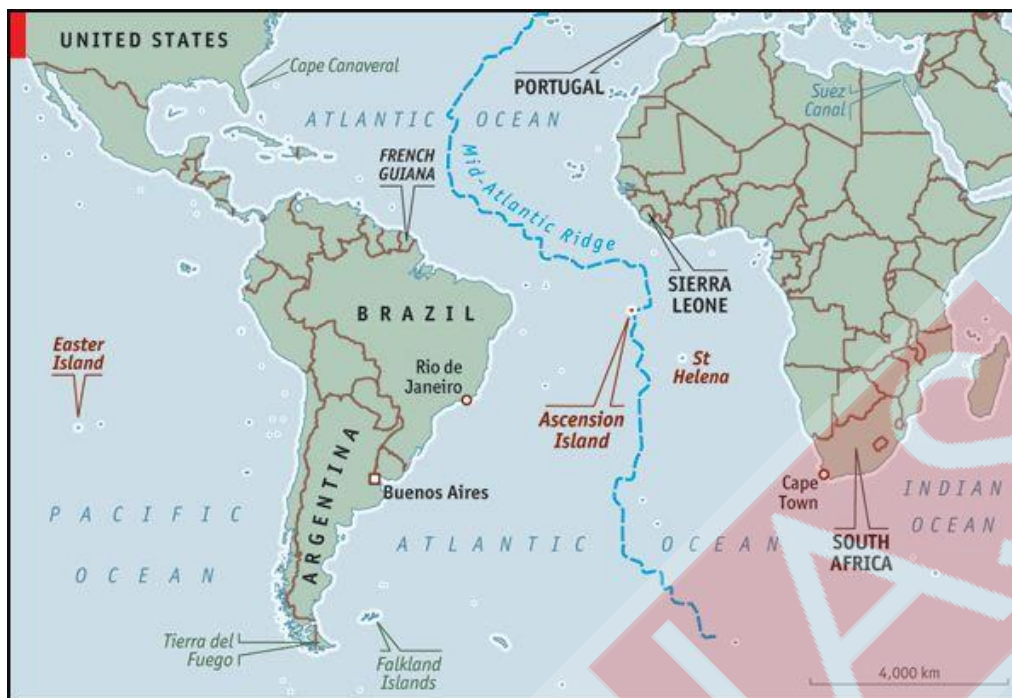 UNITED STATES
Cape Canaveral
PORTUGAL
Suez
Canal
ATLANTIC OCEAN
FRENCH
GUIANA
Mid-Atlantic Ridge
SIERRA
LEONE
BRAZIL
Easter
Island
Rio de
Janeiro
St
Helena
Ascension
Island
ARGENTINA
Buenos Aires
Cape
Town
INDIAN
OCEAN
PACIFIC
OCEAN
ATLANTIC OCEAN
SOUTH
AFRICA
Tierra del
Fuego
Falkland
Islands
4,000 km
IAS